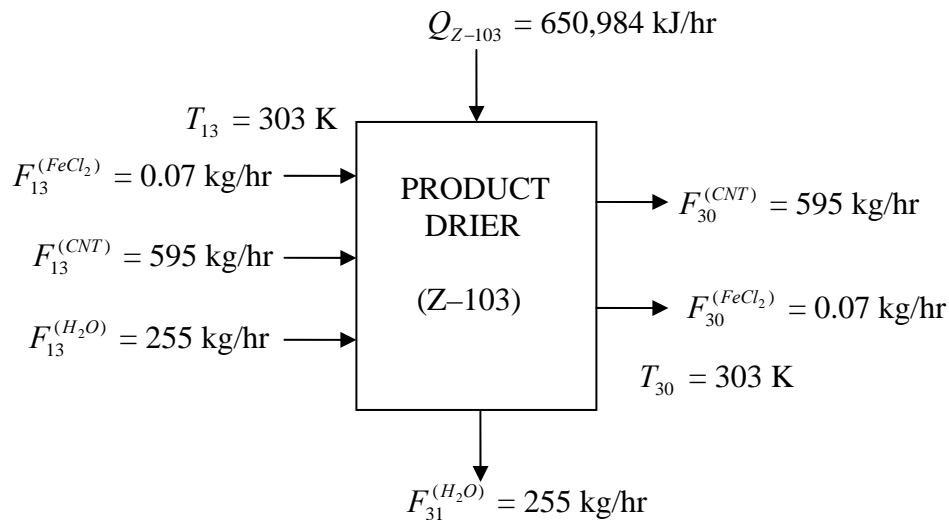 Q_{Z–103} = 650,984 kJ/hr
T_{13} = 303 K
F_{13}^{(FeCl_2)} = 0.07 kg/hr
F_{13}^{(CNT)} = 595 kg/hr
F_{13}^{(H_2O)} = 255 kg/hr
PRODUCT
DRIER
(Z–103)
F_{30}^{(CNT)} = 595 kg/hr
F_{30}^{(FeCl_2)} = 0.07 kg/hr
T_{30} = 303 K
F_{31}^{(H_2O)} = 255 kg/hr